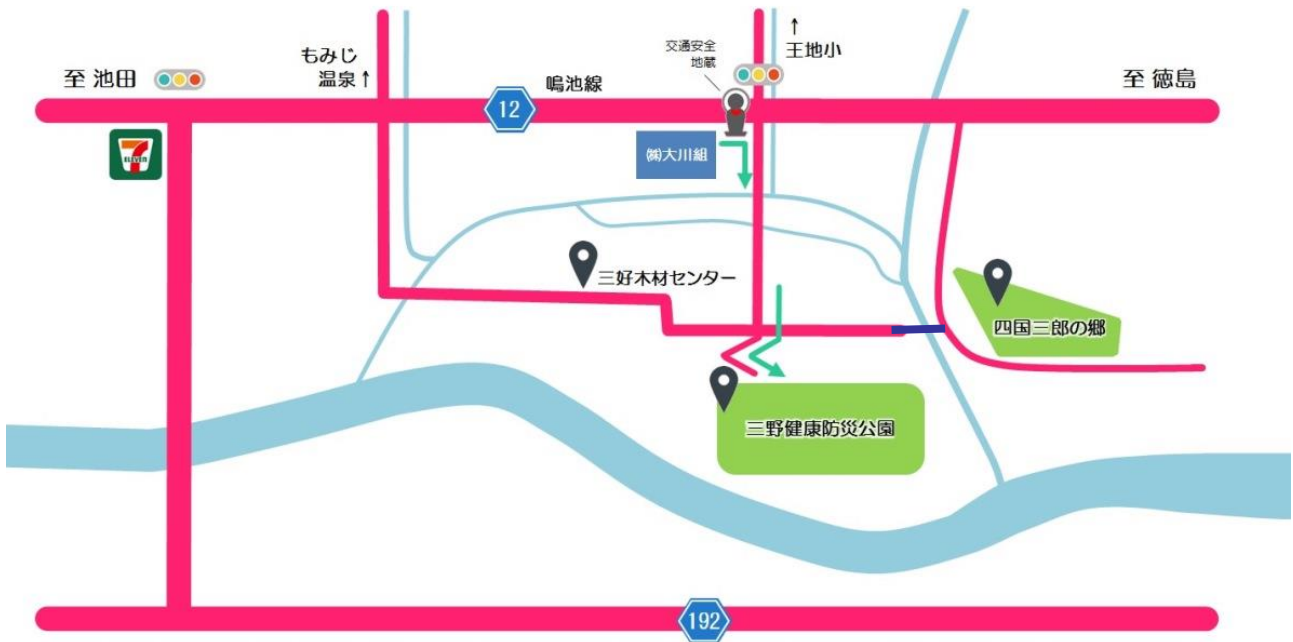 至 池田
もみじ
温泉↑
鳴池線
12
交通安全
地蔵
↑
王地小
至 徳島
7
ELEVEN
㈱大川組
三好木材センター
四国三郎の郷
三野健康防災公園
192